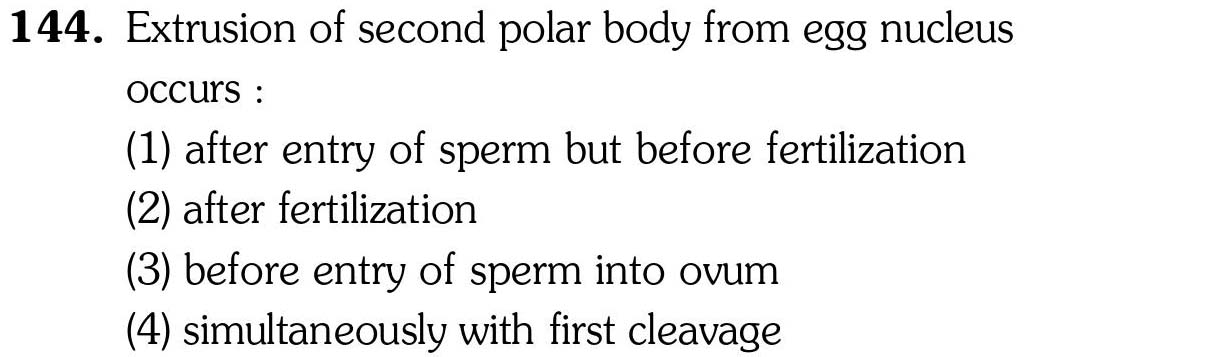 144. Extrusion of second polar body from egg nucleus
occurs :
(1) after entry of sperm but before fertilization
(2) after fertilization
(3) before entry of sperm into ovum
(4) simultaneously with first cleavage